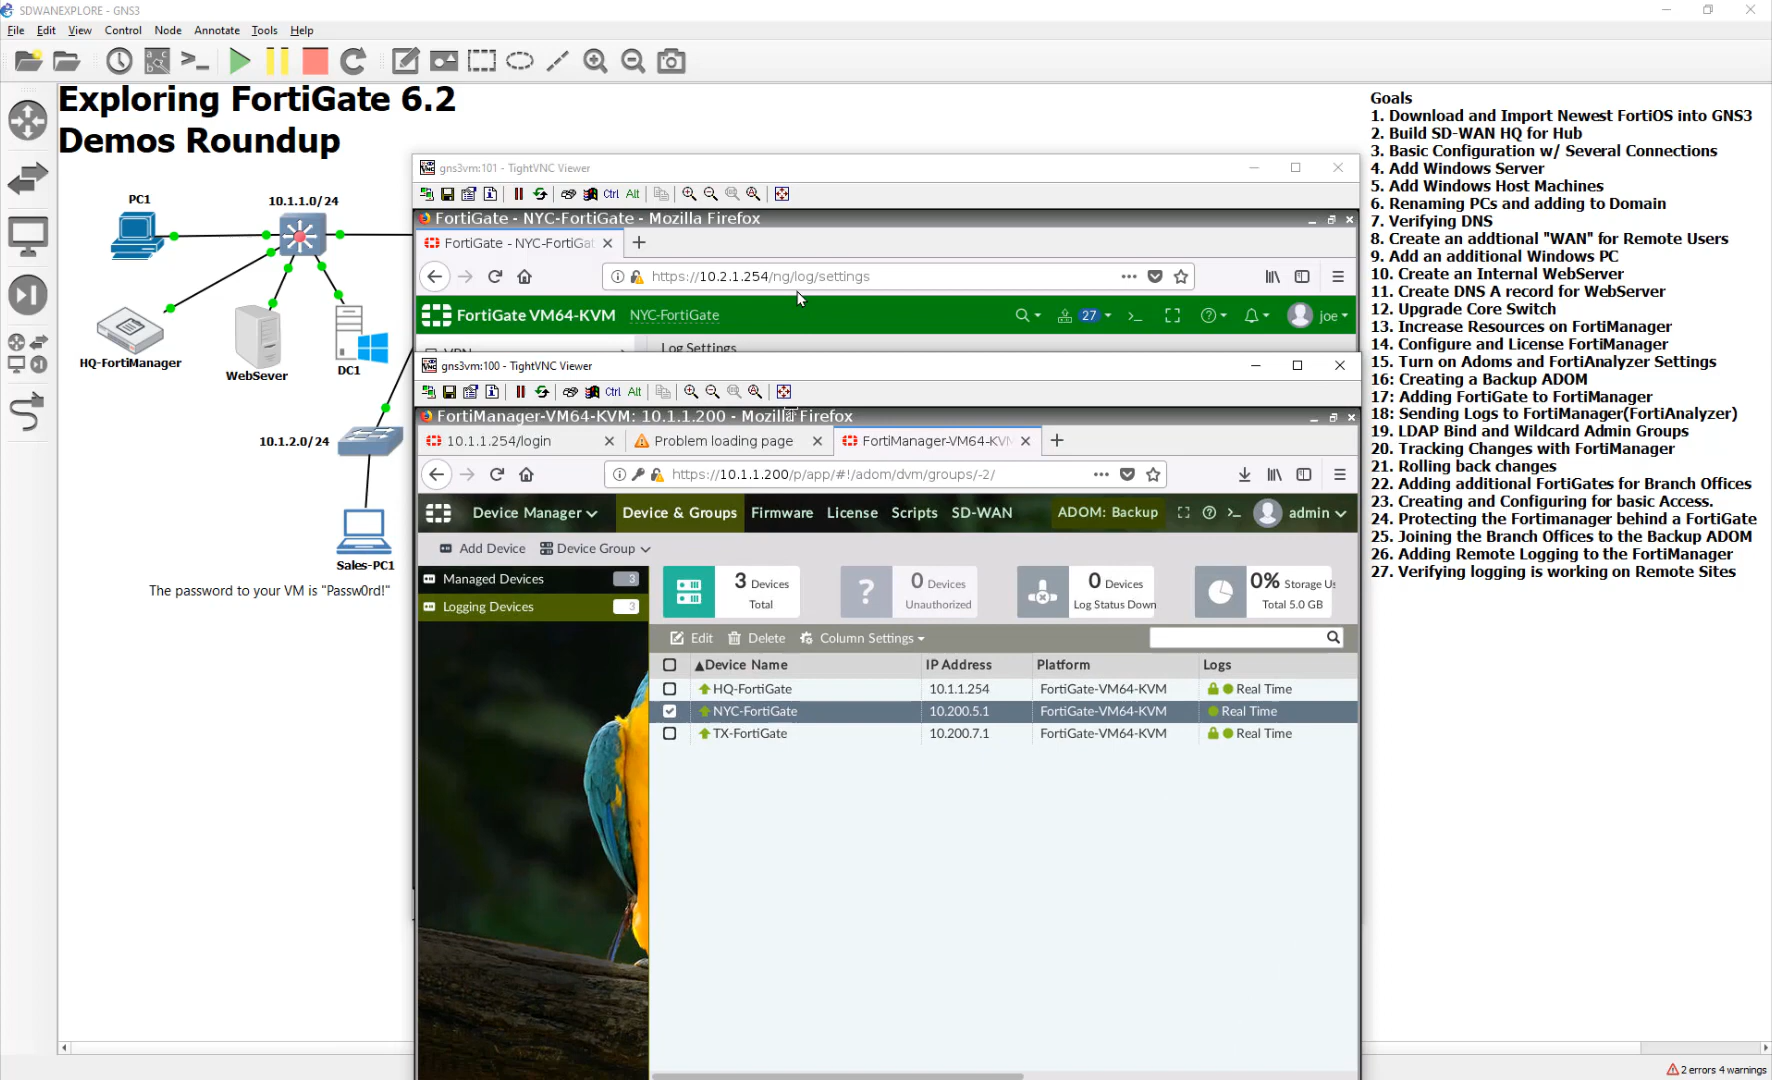 SDWANEXPLORE - GNS3
File Edit View Control Node Annotate Tools Help
Exploring FortiGate 6.2
Demos Roundup
PC1
10.1.1.0/24
HQ-FortiManager
WebSever
DC1
10.1.2.0/24
Sales-PC1
The password to your VM is "Passw0rd!"
gns3vm:101 - TightVNC Viewer
Ctrl Alt
FortiGate - NYC-FortiGate - Mozilla Firefox
FortiGate - NYC-FortiGat
https://10.2.1.254/ng/log/settings
FortiGate VM64-KVM NYC-FortiGate 27 joe
Log Settings
gns3vm:100 - TightVNC Viewer
Ctrl Alt
FortiManager-VM64-KVM: 10.1.1.200 - Mozilla Firefox
10.1.1.254/login
Problem loading page
FortiManager-VM64-KV
https://10.1.1.200/p/app/#!/adom/dvm/groups/-2/
Device Manager Device & Groups Firmware License Scripts SD-WAN ADOM: Backup admin
Add Device Device Group
Managed Devices 3
Logging Devices 3
3 Devices
Total
0 Devices
Unauthorized
0 Devices
Log Status Down
0% Storage Us
Total 5.0 GB
Edit Delete Column Settings
Device Name IP Address Platform Logs
HQ-FortiGate 10.1.1.254 FortiGate-VM64-KVM Real Time
NYC-FortiGate 10.200.5.1 FortiGate-VM64-KVM Real Time
TX-FortiGate 10.200.7.1 FortiGate-VM64-KVM Real Time
Goals
1. Download and Import Newest FortiOS into GNS3
2. Build SD-WAN HQ for Hub
3. Basic Configuration w/ Several Connections
4. Add Windows Server
5. Add Windows Host Machines
6. Renaming PCs and adding to Domain
7. Verifying DNS
8. Create an addtional "WAN" for Remote Users
9. Add an additional Windows PC
10. Create an Internal WebServer
11. Create DNS A record for WebServer
12. Upgrade Core Switch
13. Increase Resources on FortiManager
14. Configure and License FortiManager
15. Turn on Adoms and FortiAnalyzer Settings
16: Creating a Backup ADOM
17: Adding FortiGate to FortiManager
18: Sending Logs to FortiManager(FortiAnalyzer)
19. LDAP Bind and Wildcard Admin Groups
20. Tracking Changes with FortiManager
21. Rolling back changes
22. Adding additional FortiGates for Branch Offices
23. Creating and Configuring for basic Access.
24. Protecting the Fortimanager behind a FortiGate
25. Joining the Branch Offices to the Backup ADOM
26. Adding Remote Logging to the FortiManager
27. Verifying logging is working on Remote Sites
2 errors 4 warnings